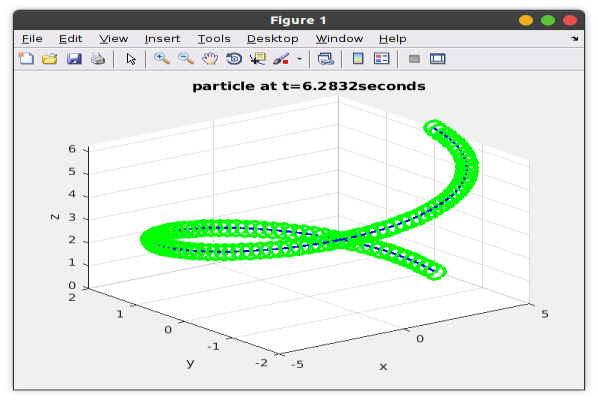 Figure 1
File Edit View Insert Tools Desktop Window Help
particle at t=6.2832seconds
6
5
4
3
2
1
0
z
2
1
0
-1
-2
y
-5
0
5
x